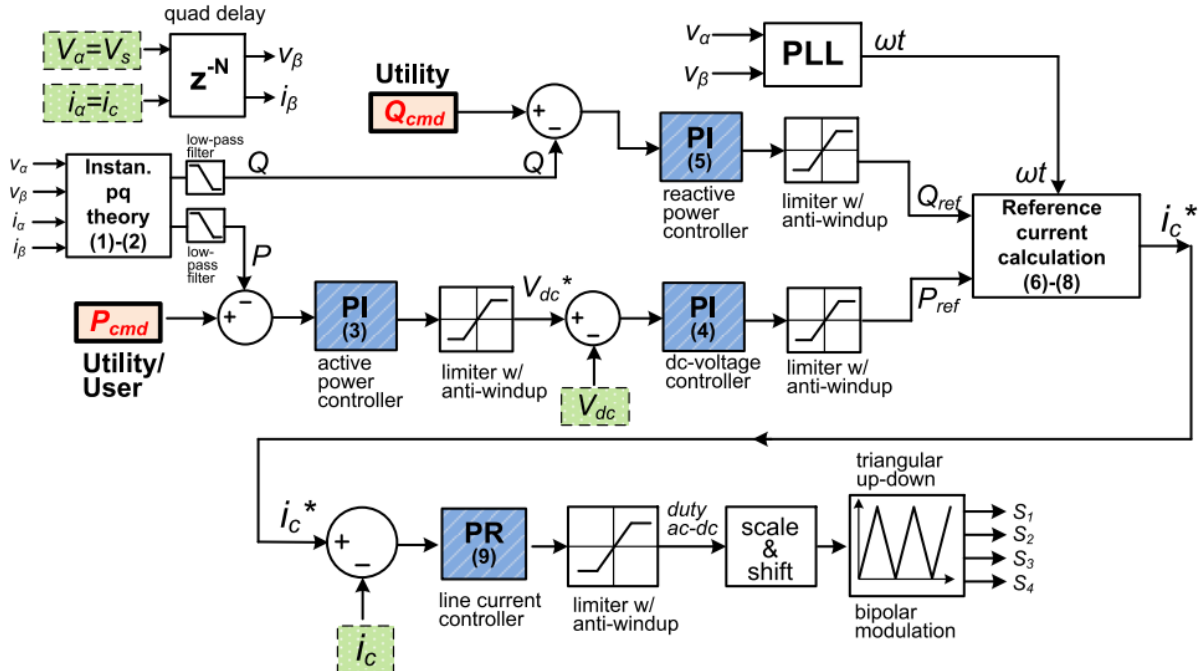 quad delay
Vα=Vs
iα=ic
z-N
vβ
iβ
Utility
Qcmd
+
−
vα
vβ
PLL
ωt
PI
(5)
reactive
power
controller
limiter w/
anti-windup
Qref
ωt
Reference
current
calculation
(6)-(8)
ic*
vα
vβ
iα
iβ
Instan.
pq
theory
(1)-(2)
low-pass
filter
Q
Q
low-
pass
filter
P
Pcmd
Utility/
User
+
−
PI
(3)
active
power
controller
limiter w/
anti-windup
Vdc*
+
−
Vdc
PI
(4)
dc-voltage
controller
limiter w/
anti-windup
Pref
ic*
+
−
ic
PR
(9)
line current
controller
limiter w/
anti-windup
duty
ac-dc
scale
&
shift
triangular
up-down
bipolar
modulation
S1
S2
S3
S4